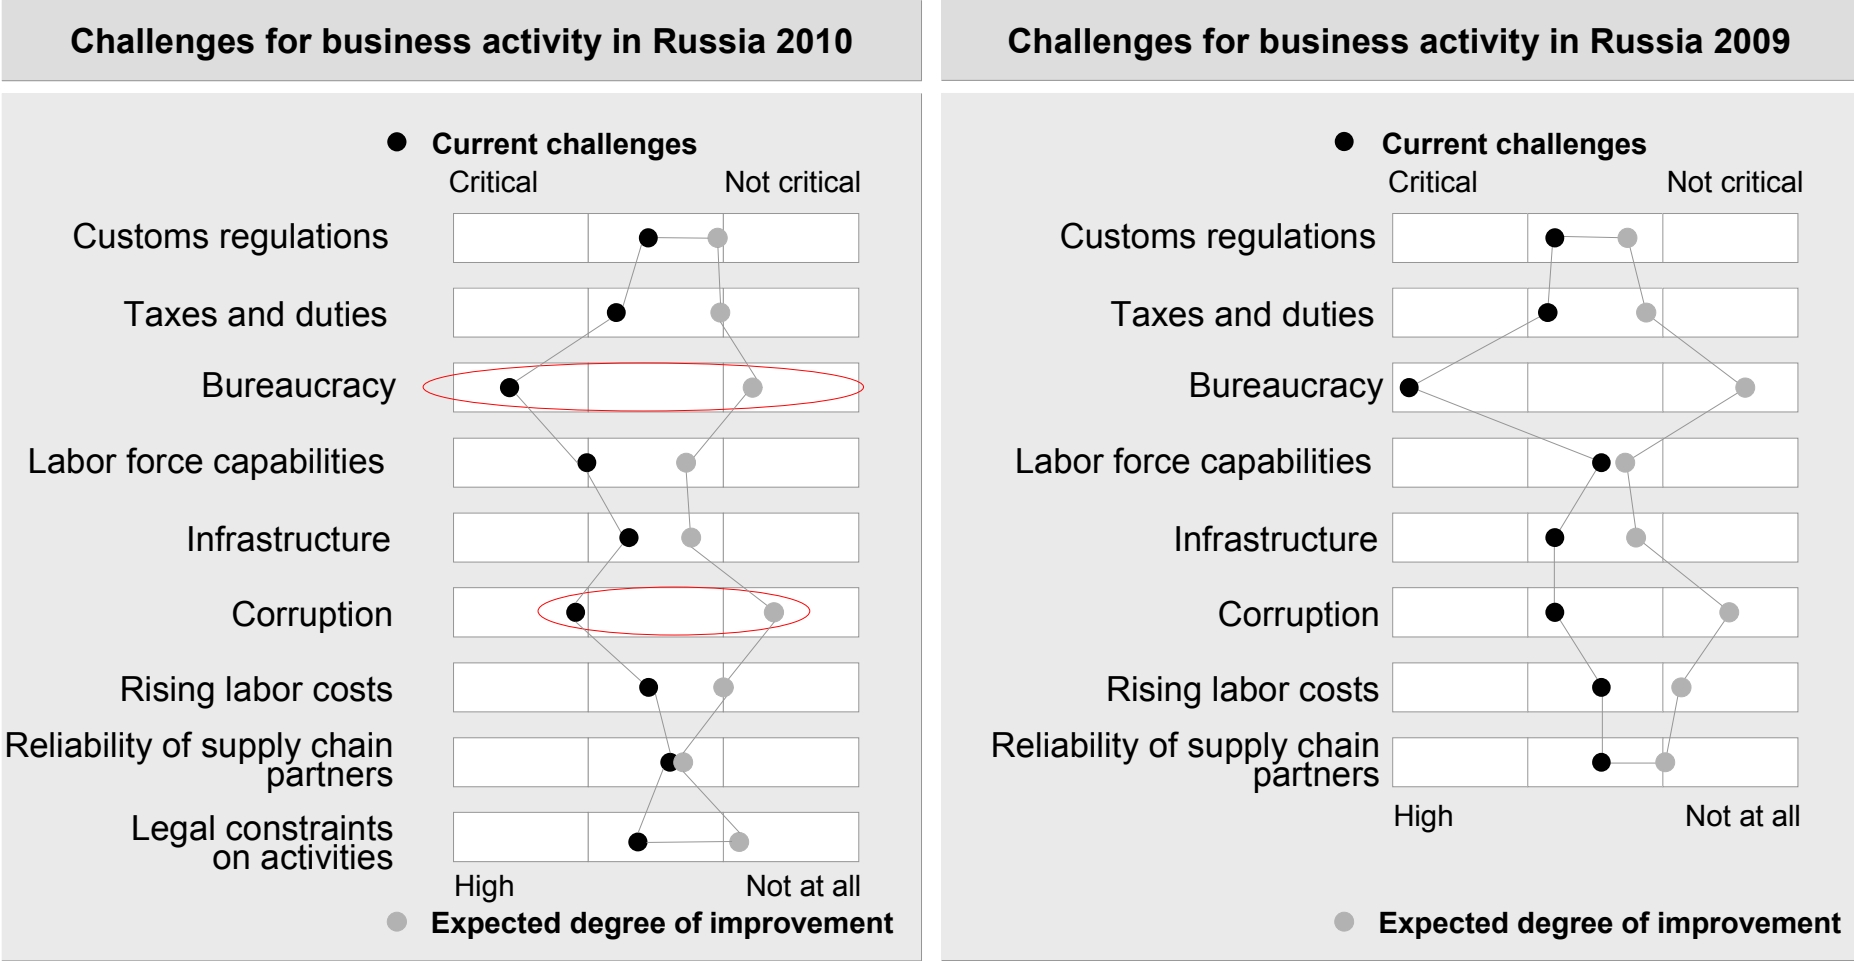 Challenges for business activity in Russia 2010
Current challenges
Critical
Not critical
Customs regulations
Taxes and duties
Bureaucracy
Labor force capabilities
Infrastructure
Corruption
Rising labor costs
Reliability of supply chain
partners
Legal constraints
on activities
High
Not at all
Expected degree of improvement
Challenges for business activity in Russia 2009
Current challenges
Critical
Not critical
Customs regulations
Taxes and duties
Bureaucracy
Labor force capabilities
Infrastructure
Corruption
Rising labor costs
Reliability of supply chain
partners
High
Not at all
Expected degree of improvement